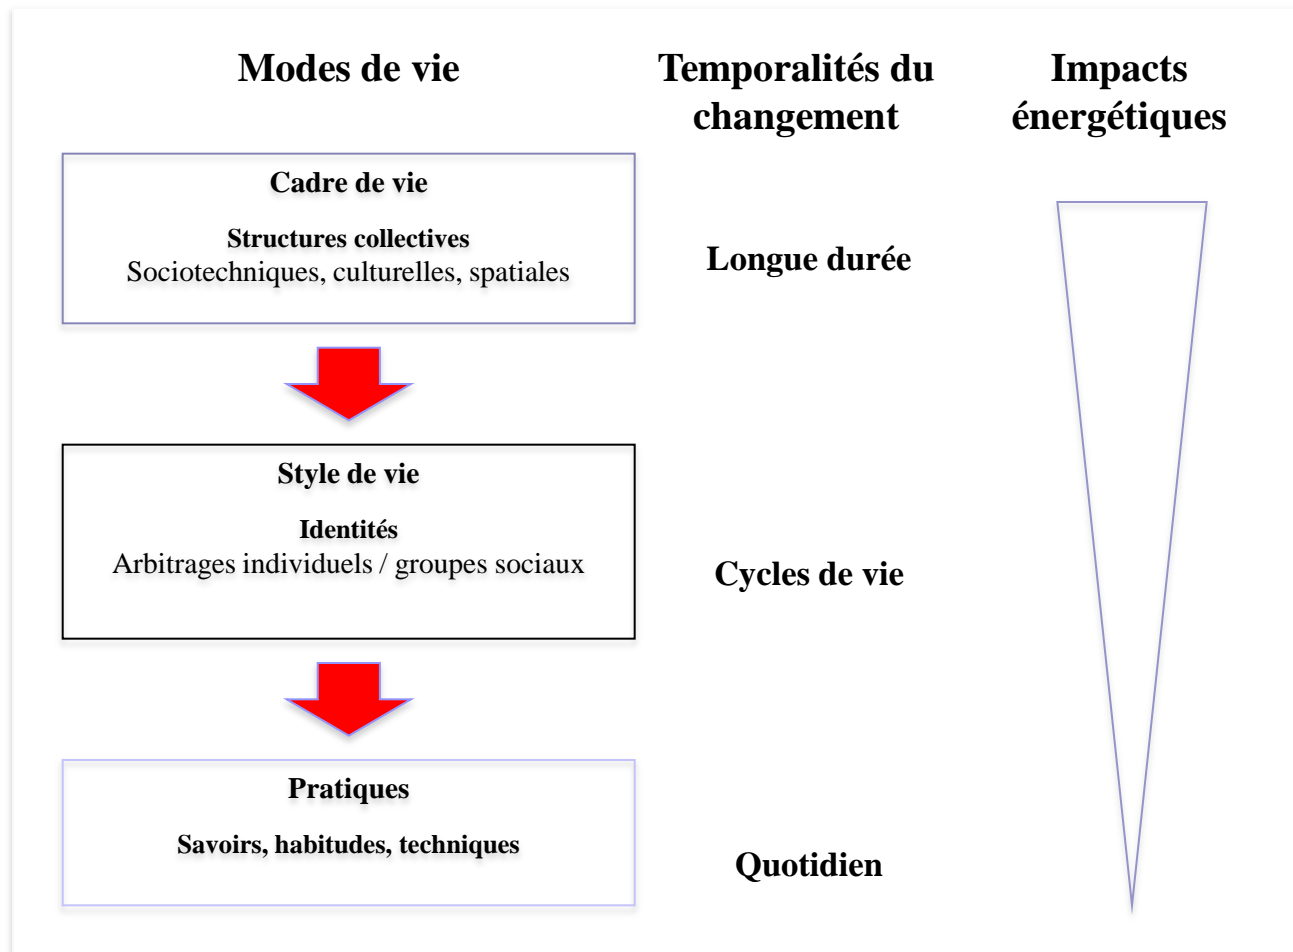 Modes de vie
Temporalités du
changement
Impacts
énergétiques
Cadre de vie
Structures collectives
Sociotechniques, culturelles, spatiales
Longue durée
Style de vie
Identités
Arbitrages individuels / groupes sociaux
Cycles de vie
Pratiques
Savoirs, habitudes, techniques
Quotidien